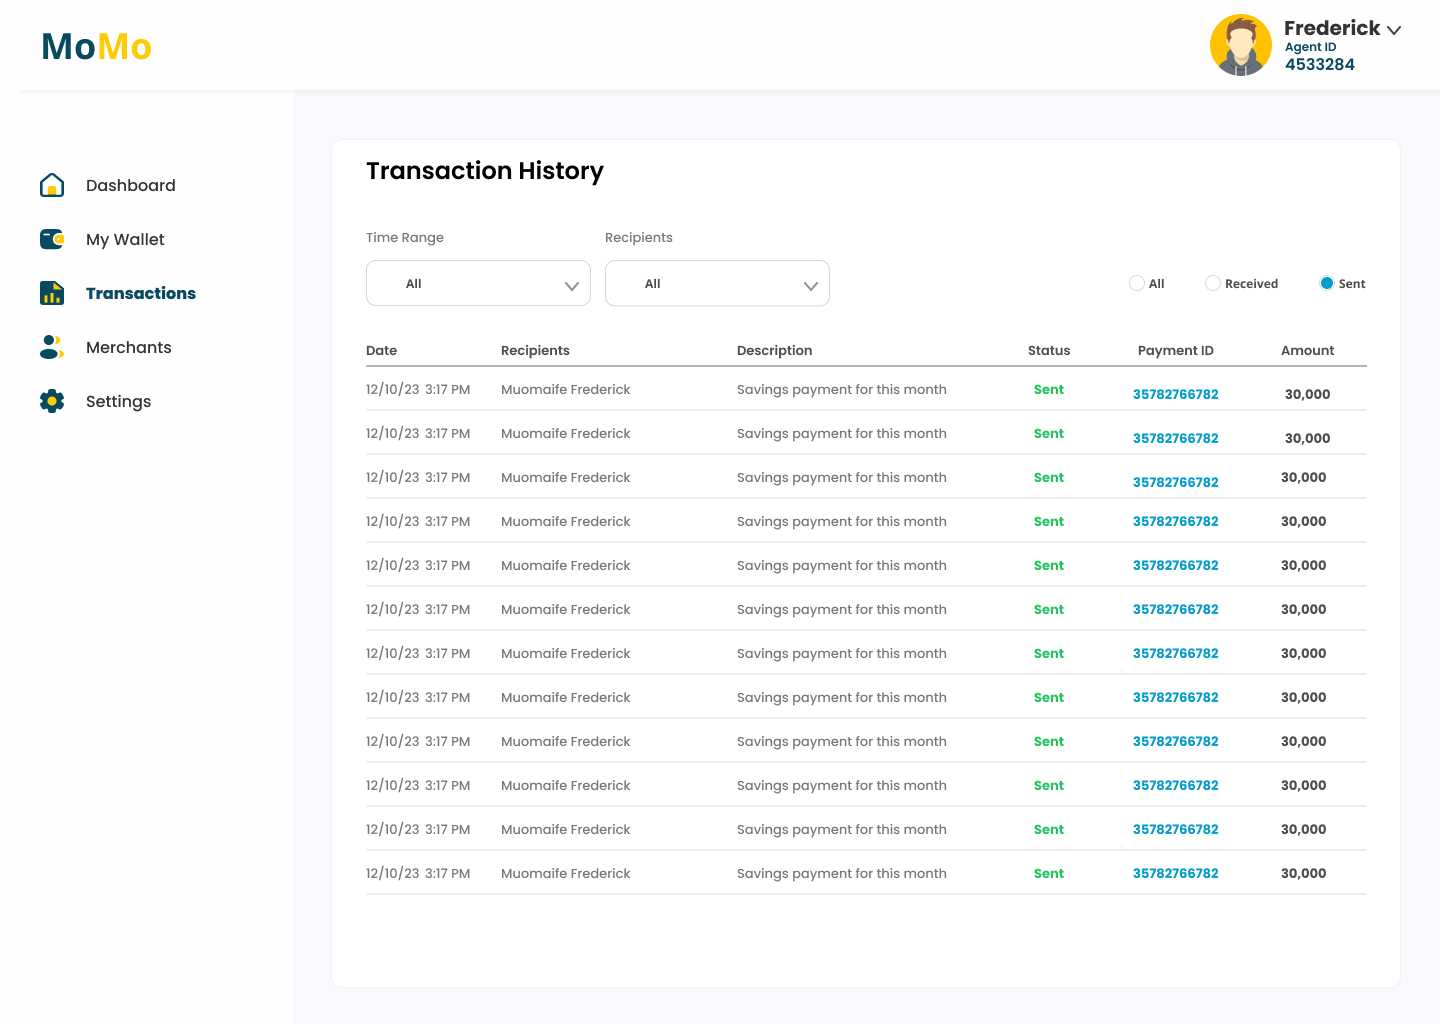 MoMo
Frederick
Agent ID
4533284
Dashboard
My Wallet
Transactions
Merchants
Settings
Transaction History
Time Range Recipients
All All All Received Sent
Date Recipients Description Status Payment ID Amount
12/10/23 3:17 PM Muomaife Frederick Savings payment for this month Sent 35782766782 30,000
12/10/23 3:17 PM Muomaife Frederick Savings payment for this month Sent 35782766782 30,000
12/10/23 3:17 PM Muomaife Frederick Savings payment for this month Sent 35782766782 30,000
12/10/23 3:17 PM Muomaife Frederick Savings payment for this month Sent 35782766782 30,000
12/10/23 3:17 PM Muomaife Frederick Savings payment for this month Sent 35782766782 30,000
12/10/23 3:17 PM Muomaife Frederick Savings payment for this month Sent 35782766782 30,000
12/10/23 3:17 PM Muomaife Frederick Savings payment for this month Sent 35782766782 30,000
12/10/23 3:17 PM Muomaife Frederick Savings payment for this month Sent 35782766782 30,000
12/10/23 3:17 PM Muomaife Frederick Savings payment for this month Sent 35782766782 30,000
12/10/23 3:17 PM Muomaife Frederick Savings payment for this month Sent 35782766782 30,000
12/10/23 3:17 PM Muomaife Frederick Savings payment for this month Sent 35782766782 30,000
12/10/23 3:17 PM Muomaife Frederick Savings payment for this month Sent 35782766782 30,000